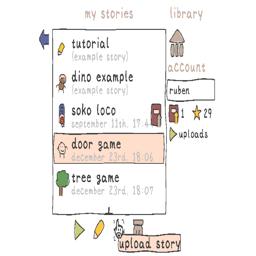 my stories
library
tutorial
(example story)
dino example
(example story)
soko loco
september 11th, 17:4
door game
december 23rd, 18:06
tree game
december 23rd, 18:07
account
ruben
1
29
uploads
upload story